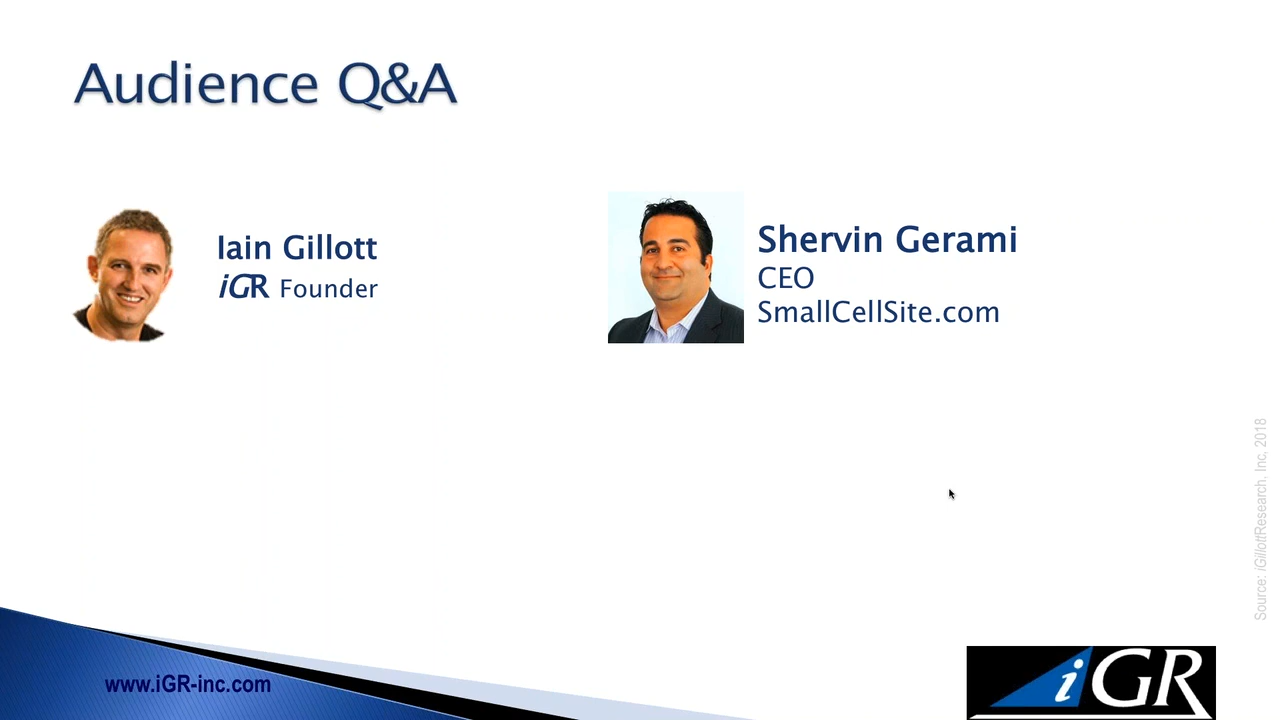 Audience Q&A
Iain Gillott
iGR Founder
Shervin Gerami
CEO
SmallCellSite.com
Source: iGillottResearch, Inc, 2018
www.iGR-inc.com
iGR